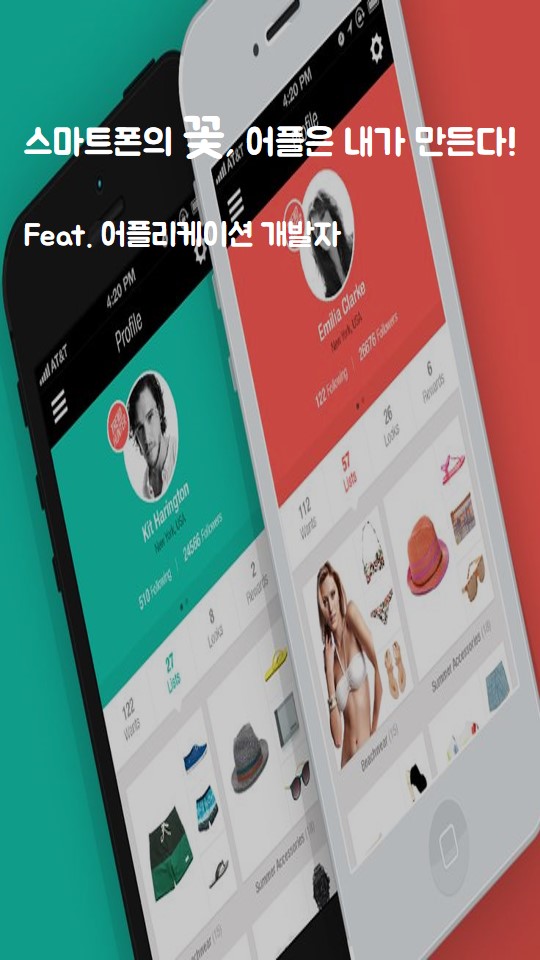 스마트폰의 꽃, 어플은 내가 만든다!
Feat. 어플리케이션 개발자
AT&T
4:20 PM
Profile
Emilia Clarke
New York, USA
122 Following
26676 Followers
112 Wants
57 Lists
26 Looks
6 Rewards
Beachwear (15)
Summer Accessories (18)
AT&T
4:20 PM
Profile
Kit Harington
New York, USA
510 Following
24566 Followers
122 Wants
27 Lists
8 Looks
2 Rewards
Beachwear (15)
Summer Accessories (18)